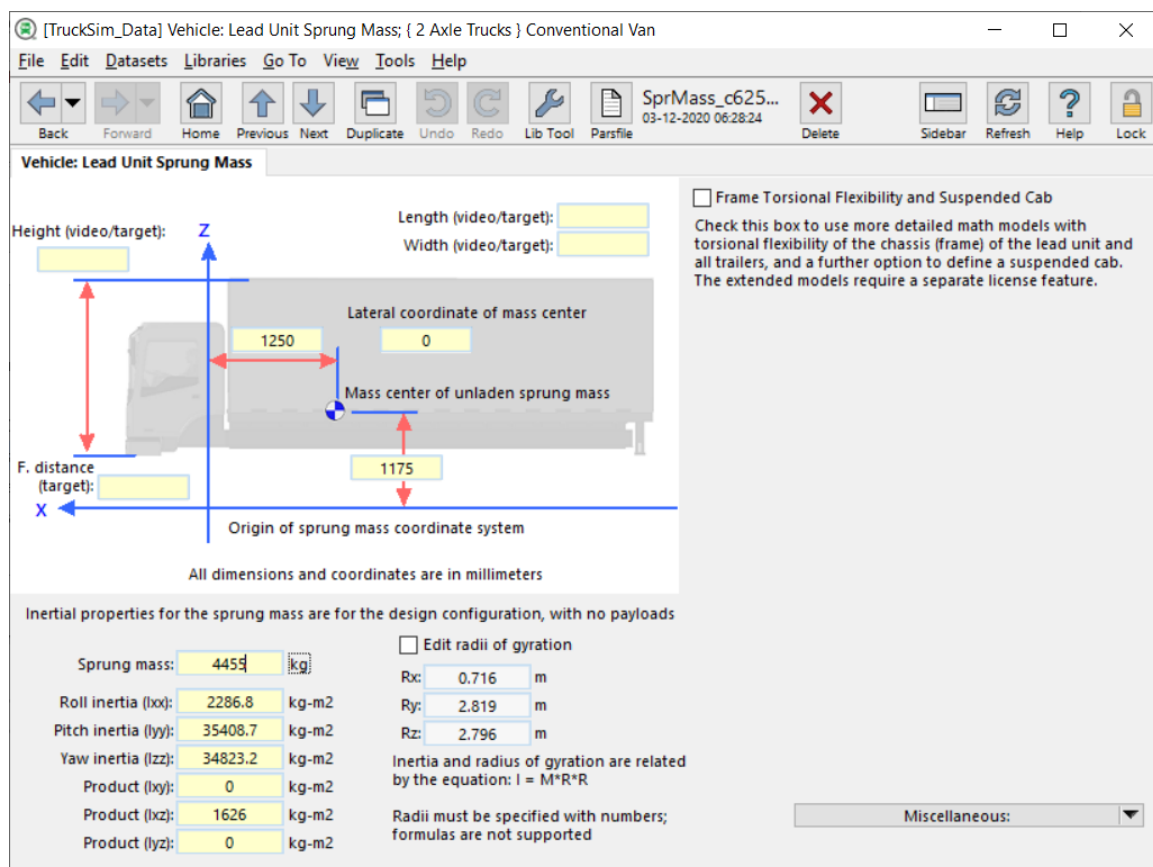 [TruckSim_Data] Vehicle: Lead Unit Sprung Mass; { 2 Axle Trucks } Conventional Van
File Edit Datasets Libraries Go To View Tools Help
SprMass_c625...
03-12-2020 06:28:24
Back Forward Home Previous Next Duplicate Undo Redo Lib Tool Parsfile Delete Sidebar Refresh Help Lock
Vehicle: Lead Unit Sprung Mass
Height (video/target):
Z
Length (video/target):
Width (video/target):
Lateral coordinate of mass center
1250 0
Mass center of unladen sprung mass
1175
F. distance
(target):
X
Origin of sprung mass coordinate system
All dimensions and coordinates are in millimeters
Frame Torsional Flexibility and Suspended Cab
Check this box to use more detailed math models with
torsional flexibility of the chassis (frame) of the lead unit and
all trailers, and a further option to define a suspended cab.
The extended models require a separate license feature.
Inertial properties for the sprung mass are for the design configuration, with no payloads
Sprung mass: 4455 kg
Roll inertia (Ixx): 2286.8 kg-m2
Pitch inertia (Iyy): 35408.7 kg-m2
Yaw inertia (Izz): 34823.2 kg-m2
Product (Ixy): 0 kg-m2
Product (Ixz): 1626 kg-m2
Product (Iyz): 0 kg-m2
Edit radii of gyration
Rx: 0.716 m
Ry: 2.819 m
Rz: 2.796 m
Inertia and radius of gyration are related
by the equation: I = M*R*R
Radii must be specified with numbers;
formulas are not supported
Miscellaneous: